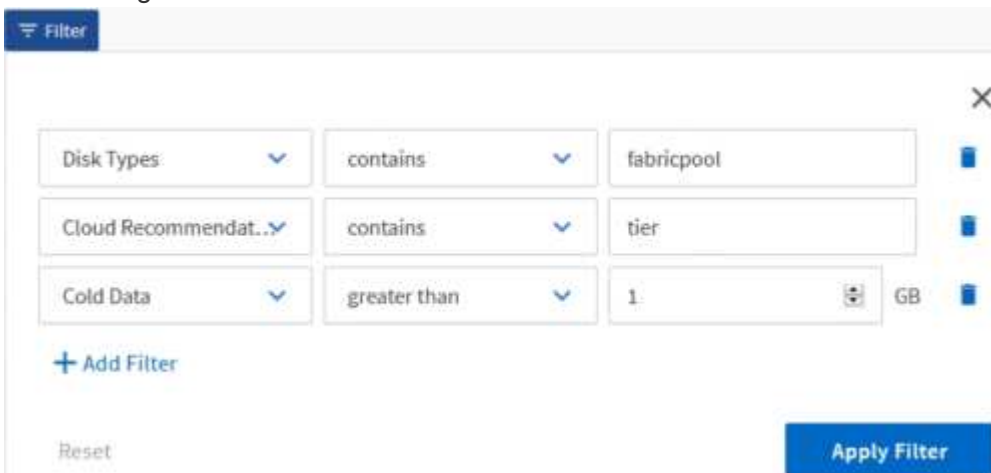 Filter
Disk Types contains fabricpool
Cloud Recommendat... contains tier
Cold Data greater than 1 GB
+ Add Filter
Reset Apply Filter